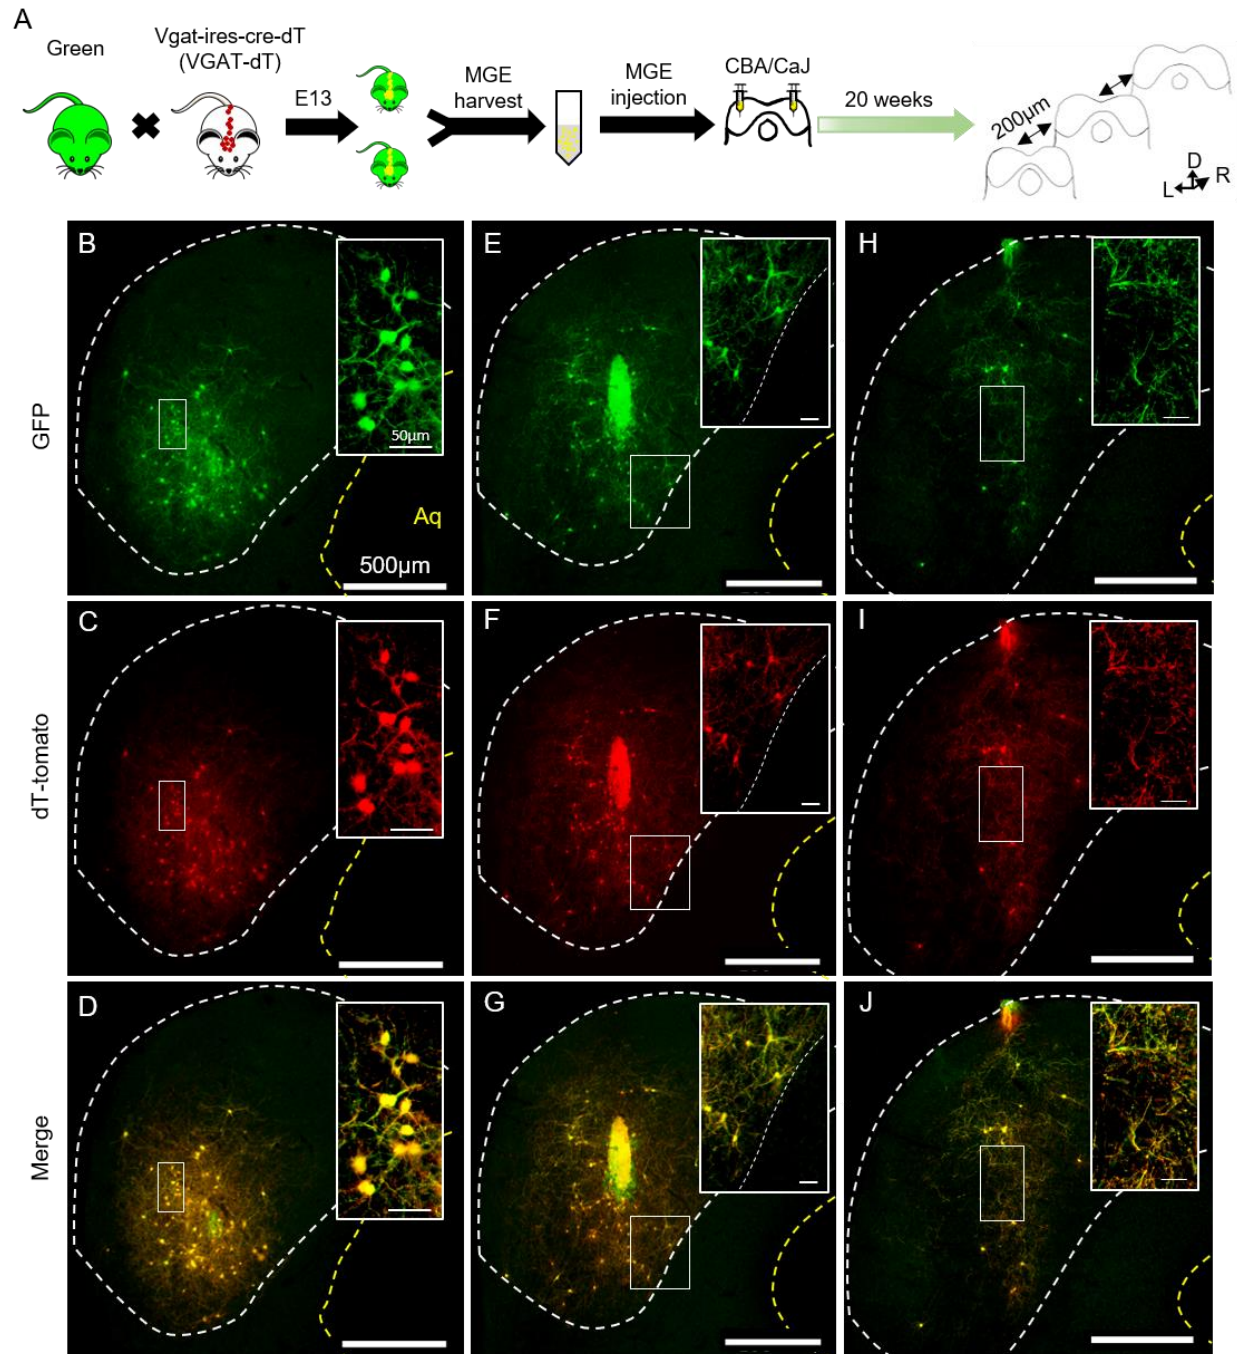 A
Green
Vgat-ires-cre-dT
(VGAT-dT)
E13
MGE
harvest
MGE
injection
CBA/CaJ
20 weeks
200µm
D
L
R
B
E
H
50µm
GFP
Aq
500µm
C
F
I
dT-tomato
D
G
J
Merge